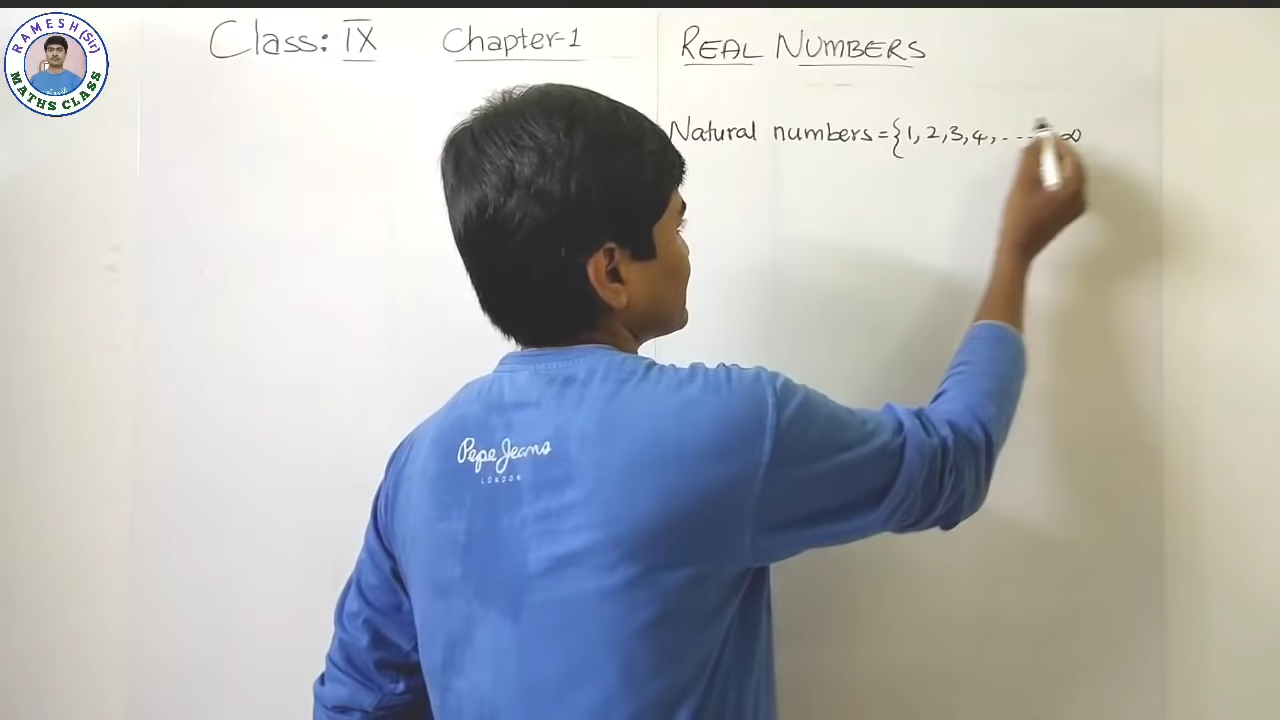 RAMESH (Sir)
MATHS CLASS
Class: IX Chapter-1 REAL NUMBERS
Natural numbers = {1, 2, 3, 4, ..... ∞
Pepe Jeans
LONDON